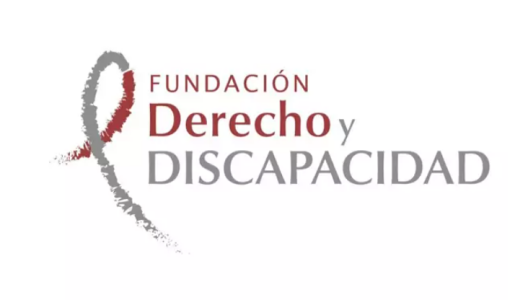 FUNDACIÓN
Derecho y
DISCAPACIDAD